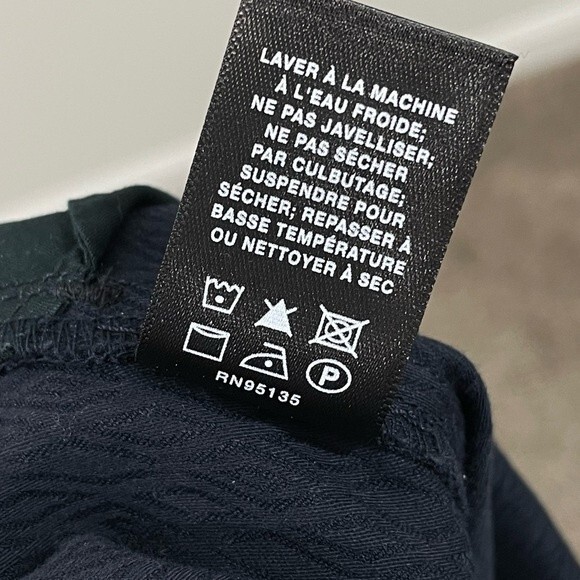 LAVER À LA MACHINE
À L'EAU FROIDE;
NE PAS JAVELLISER;
NE PAS SÉCHER
PAR CULBUTAGE;
SUSPENDRE POUR
SÉCHER; REPASSER À
BASSE TEMPÉRATURE
OU NETTOYER À SEC
P
RN95135